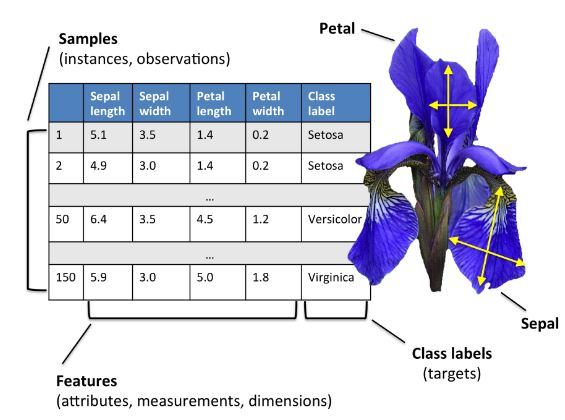 Samples
(instances, observations)
Petal
Sepal length Sepal width Petal length Petal width Class label
1 5.1 3.5 1.4 0.2 Setosa
2 4.9 3.0 1.4 0.2 Setosa
...
50 6.4 3.5 4.5 1.2 Versicolor
...
150 5.9 3.0 5.0 1.8 Virginica
Sepal
Class labels
(targets)
Features
(attributes, measurements, dimensions)